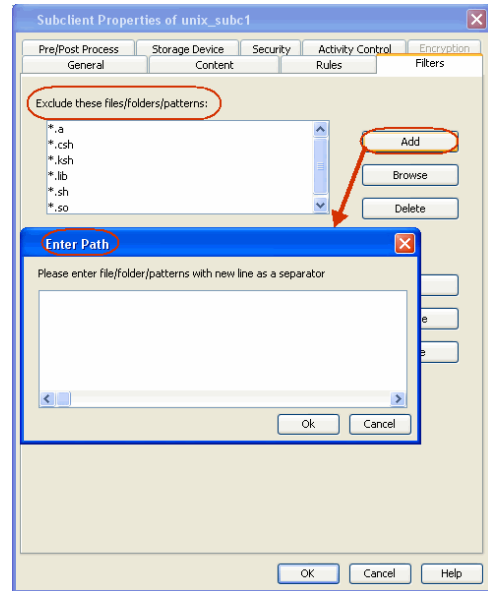 Subclient Properties of unix_subc1
Pre/Post Process Storage Device Security Activity Control Encryption
General Content Rules Filters
Exclude these files/folders/patterns:
*.a
*.csh
*.ksh
*.lib
*.sh
*.so
Add
Browse
Delete
Enter Path
Please enter file/folder/patterns with new line as a separator
e
e
Ok Cancel
OK Cancel Help